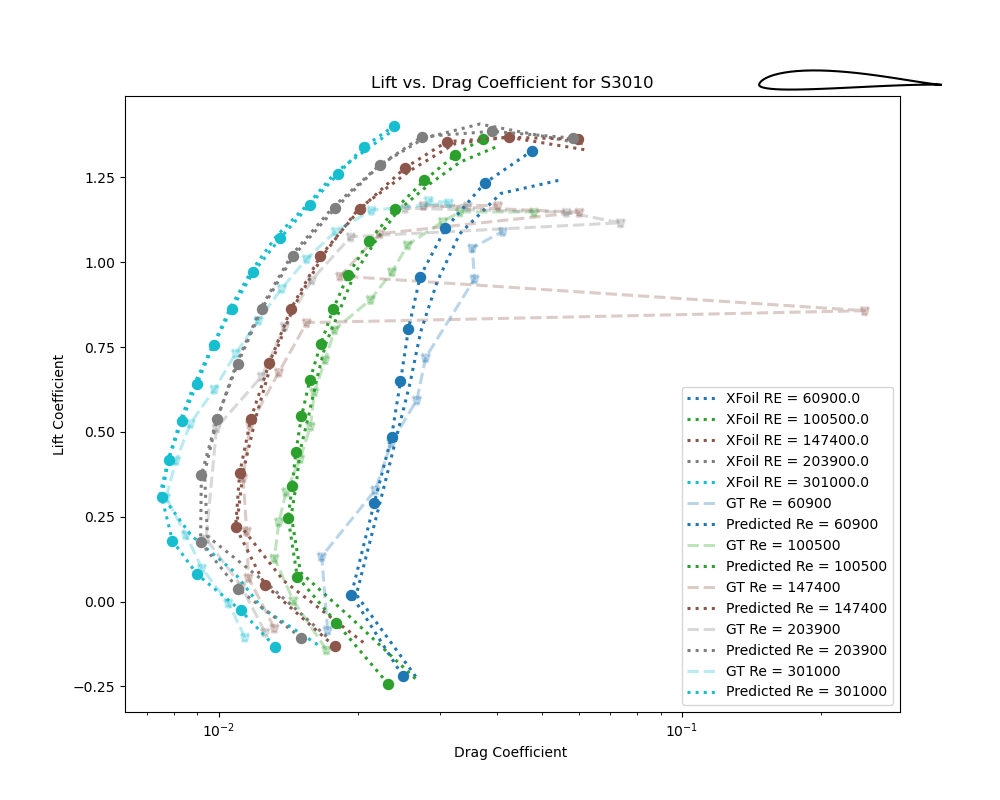 Lift vs. Drag Coefficient for S3010
1.25
1.00
0.75
0.50
0.25
0.00
−0.25
Lift Coefficient
10⁻²
10⁻¹
Drag Coefficient
XFoil RE = 60900.0
XFoil RE = 100500.0
XFoil RE = 147400.0
XFoil RE = 203900.0
XFoil RE = 301000.0
GT Re = 60900
Predicted Re = 60900
GT Re = 100500
Predicted Re = 100500
GT Re = 147400
Predicted Re = 147400
GT Re = 203900
Predicted Re = 203900
GT Re = 301000
Predicted Re = 301000